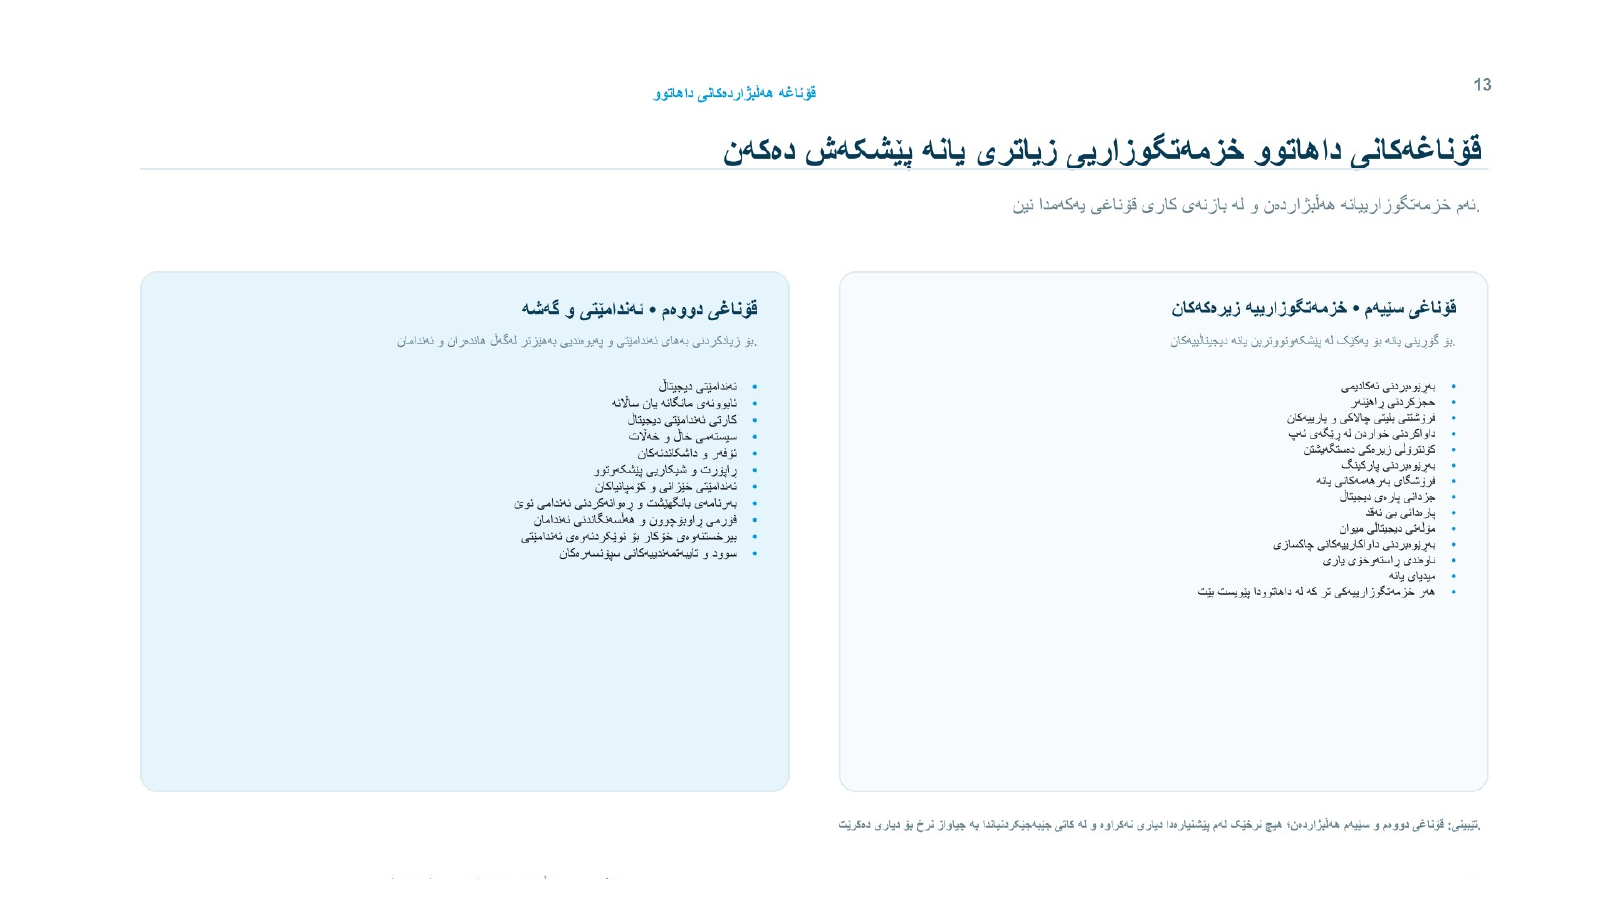 13
قۆناغە هەڵبژاردەکانی داهاتوو
قۆناغەکانی داهاتوو خزمەتگوزاریی زیاتری یانە پێشکەش دەکەن
ئەم خزمەتگوزارییانە هەڵبژاردەن و لە بازنەی کاری قۆناغی یەکەمدا نین.
قۆناغی سێیەم • خزمەتگوزارییە زیرەکەکان
بۆ گۆڕینی یانە بۆ یەکێک لە پێشکەوتووترین یانە دیجیتاڵییەکان.
• بەڕێوەبردنی ئەکادیمی
• حجزکردنی ڕاهێنەر
• فرۆشتنی بلیتی چالاکی و یارییەکان
• داواکردنی خواردن لە ڕێگەی ئەپ
• کۆنترۆڵی زیرەکی دەستگەیشتن
• بەڕێوەبردنی پارکینگ
• فرۆشگای بەرهەمەکانی یانە
• جزدانی پارەی دیجیتاڵ
• پارەدانی بێ نەقد
• مۆڵەتی دیجیتاڵی میوان
• بەڕێوەبردنی داواکارییەکانی چاکسازی
• ناوەندی ڕاستەوخۆی یاری
• میدیای یانە
• هەر خزمەتگوزارییەکی تر کە لە داهاتوودا پێویست بێت
قۆناغی دووەم • ئەندامێتی و گەشە
بۆ زیادکردنی بەهای ئەندامێتی و پەیوەندیی بەهێزتر لەگەڵ هاندەران و ئەندامان.
• ئەندامێتی دیجیتاڵ
• ئابوونەی مانگانە یان ساڵانە
• کارتی ئەندامێتی دیجیتاڵ
• سیستەمی خاڵ و خەڵات
• ئۆفەر و داشکاندنەکان
• ڕاپۆرت و شیکاریی پێشکەوتوو
• ئەندامێتی خێزانی و کۆمپانیاکان
• بەرنامەی بانگهێشت و ڕەوانەکردنی ئەندامی نوێ
• فۆرمی ڕاوبۆچوون و هەڵسەنگاندنی ئەندامان
• بیرخستنەوەی خۆکار بۆ نوێکردنەوەی ئەندامێتی
• سوود و تایبەتمەندییەکانی سپۆنسەرەکان
تێبینی: قۆناغی دووەم و سێیەم هەڵبژاردەن؛ هیچ نرخێک لەم پێشنیارەدا دیاری نەکراوە و لە کاتی جێبەجێکردنیاندا بە جیاواز نرخ بۆ دیاری دەکرێت.